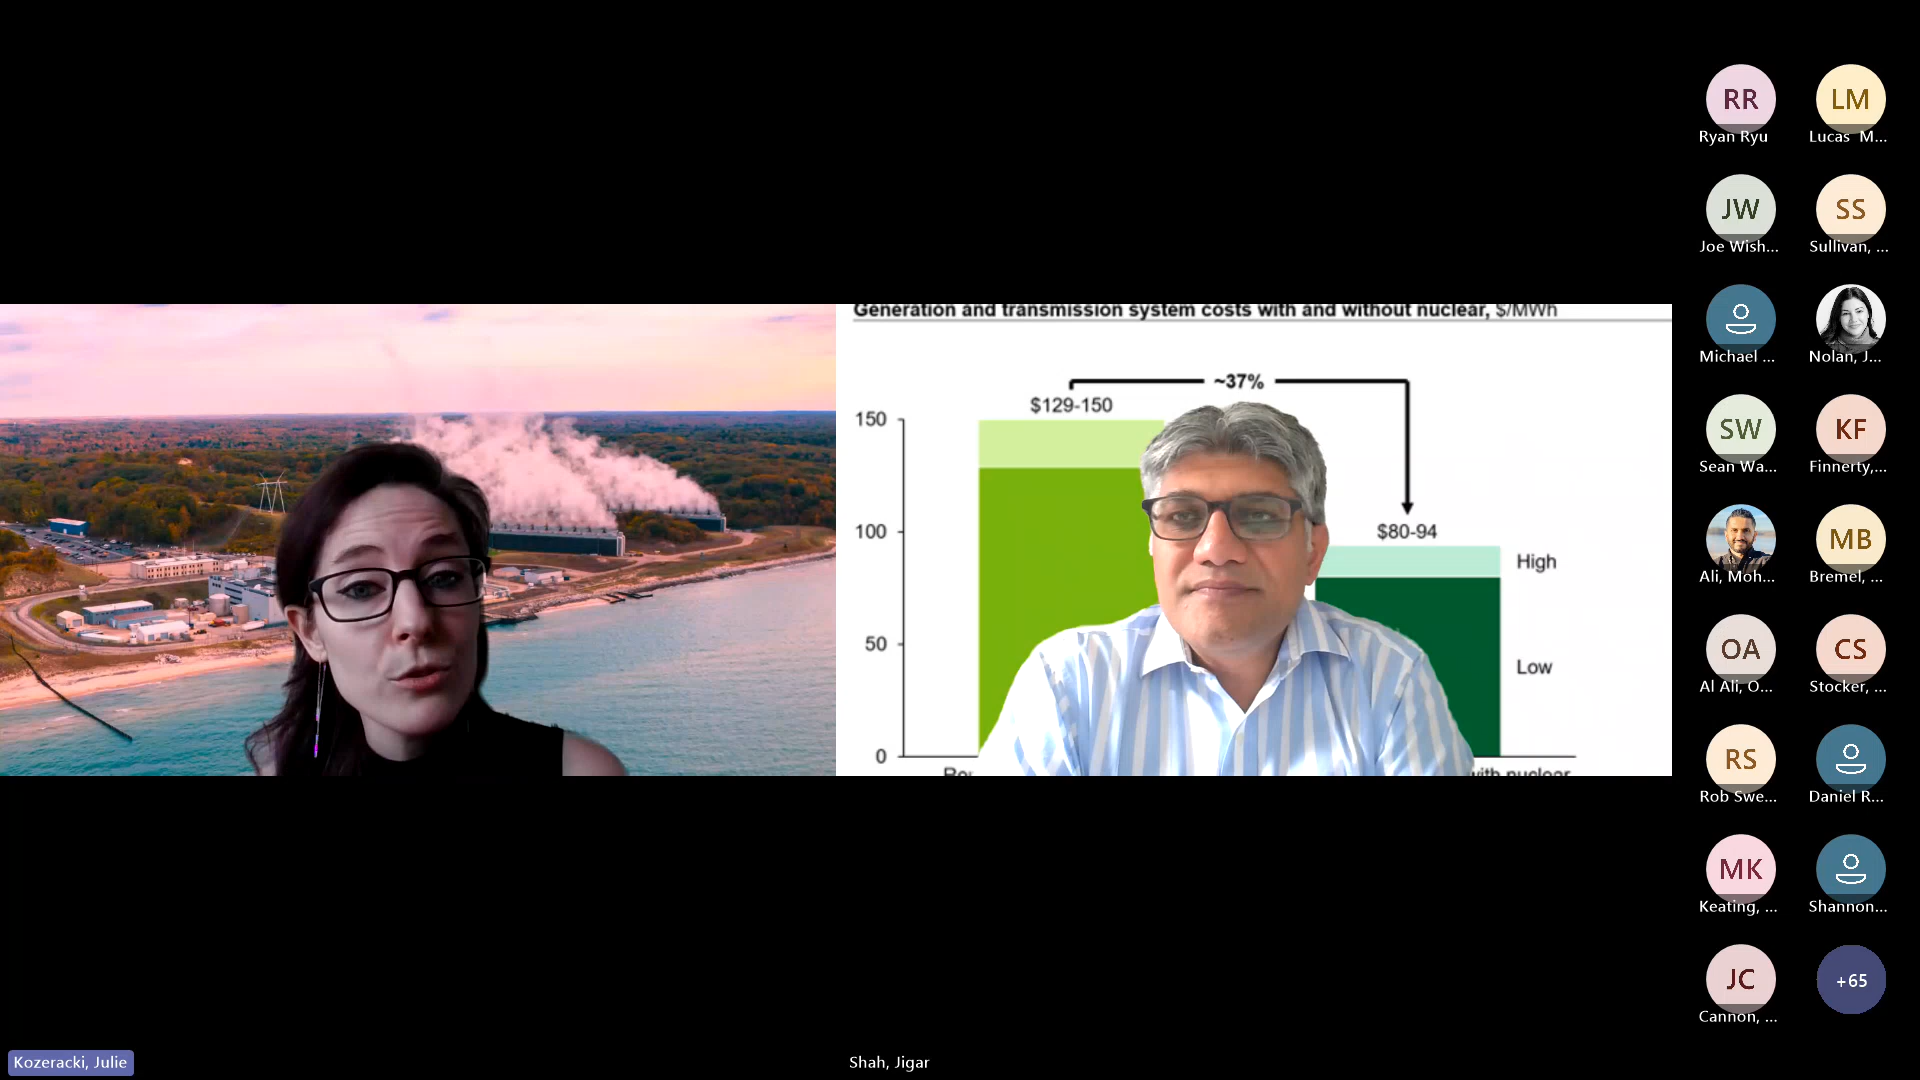 Generation and transmission system costs with and without nuclear, $/MWh
~37%
$129-150
150
100
50
0
$80-94
High
Low
with nuclear
RR
Ryan Ryu
LM
Lucas M...
JW
Joe Wish...
SS
Sullivan, ...
Michael ...
Nolan, J...
SW
Sean Wa...
KF
Finnerty,...
Ali, Moh...
MB
Bremel, ...
OA
Al Ali, O...
CS
Stocker, ...
RS
Rob Swe...
Daniel R...
MK
Keating, ...
Shannon...
JC
Cannon, ...
+65
Kozeracki, Julie
Shah, Jigar